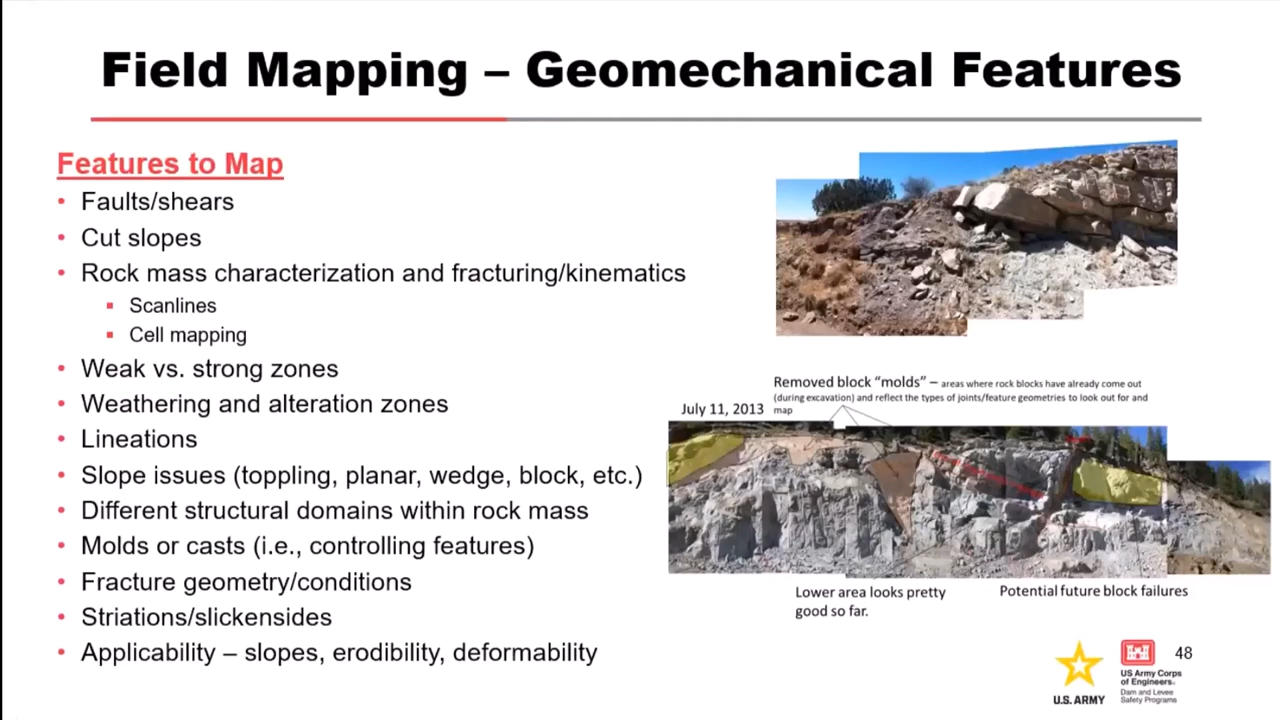 Field Mapping – Geomechanical Features
Features to Map
• Faults/shears
• Cut slopes
• Rock mass characterization and fracturing/kinematics
▪ Scanlines
▪ Cell mapping
• Weak vs. strong zones
• Weathering and alteration zones
• Lineations
• Slope issues (toppling, planar, wedge, block, etc.)
• Different structural domains within rock mass
• Molds or casts (i.e., controlling features)
• Fracture geometry/conditions
• Striations/slickensides
• Applicability – slopes, erodibility, deformability
Removed block “molds” – areas where rock blocks have already come out
(during excavation) and reflect the types of joints/feature geometries to look out for and
map
July 11, 2013
Lower area looks pretty
good so far.
Potential future block failures
U.S. ARMY
US Army Corps
of Engineers.
Dam and Levee
Safety Programs
48